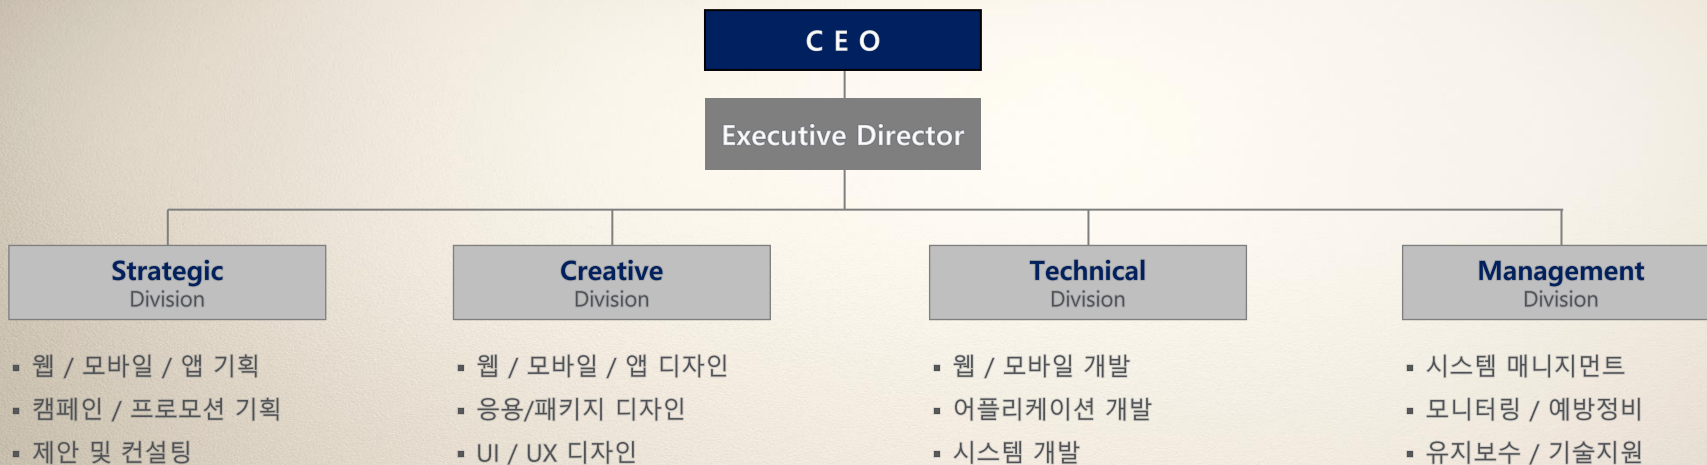 CEO
Executive Director
Strategic
Division
▪ 웹 / 모바일 / 앱 기획
▪ 캠페인 / 프로모션 기획
▪ 제안 및 컨설팅
Creative
Division
▪ 웹 / 모바일 / 앱 디자인
▪ 응용/패키지 디자인
▪ UI / UX 디자인
Technical
Division
▪ 웹 / 모바일 개발
▪ 어플리케이션 개발
▪ 시스템 개발
Management
Division
▪ 시스템 매니지먼트
▪ 모니터링 / 예방정비
▪ 유지보수 / 기술지원